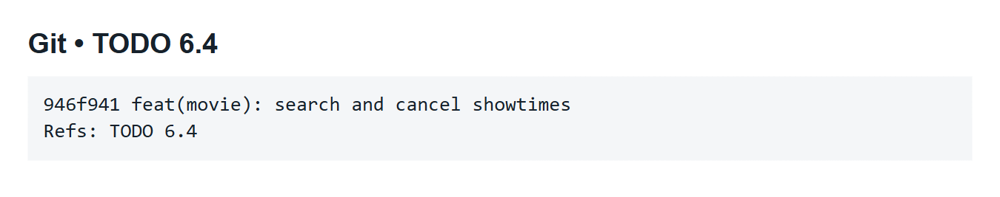 Git • TODO 6.4
946f941 feat(movie): search and cancel showtimes
Refs: TODO 6.4